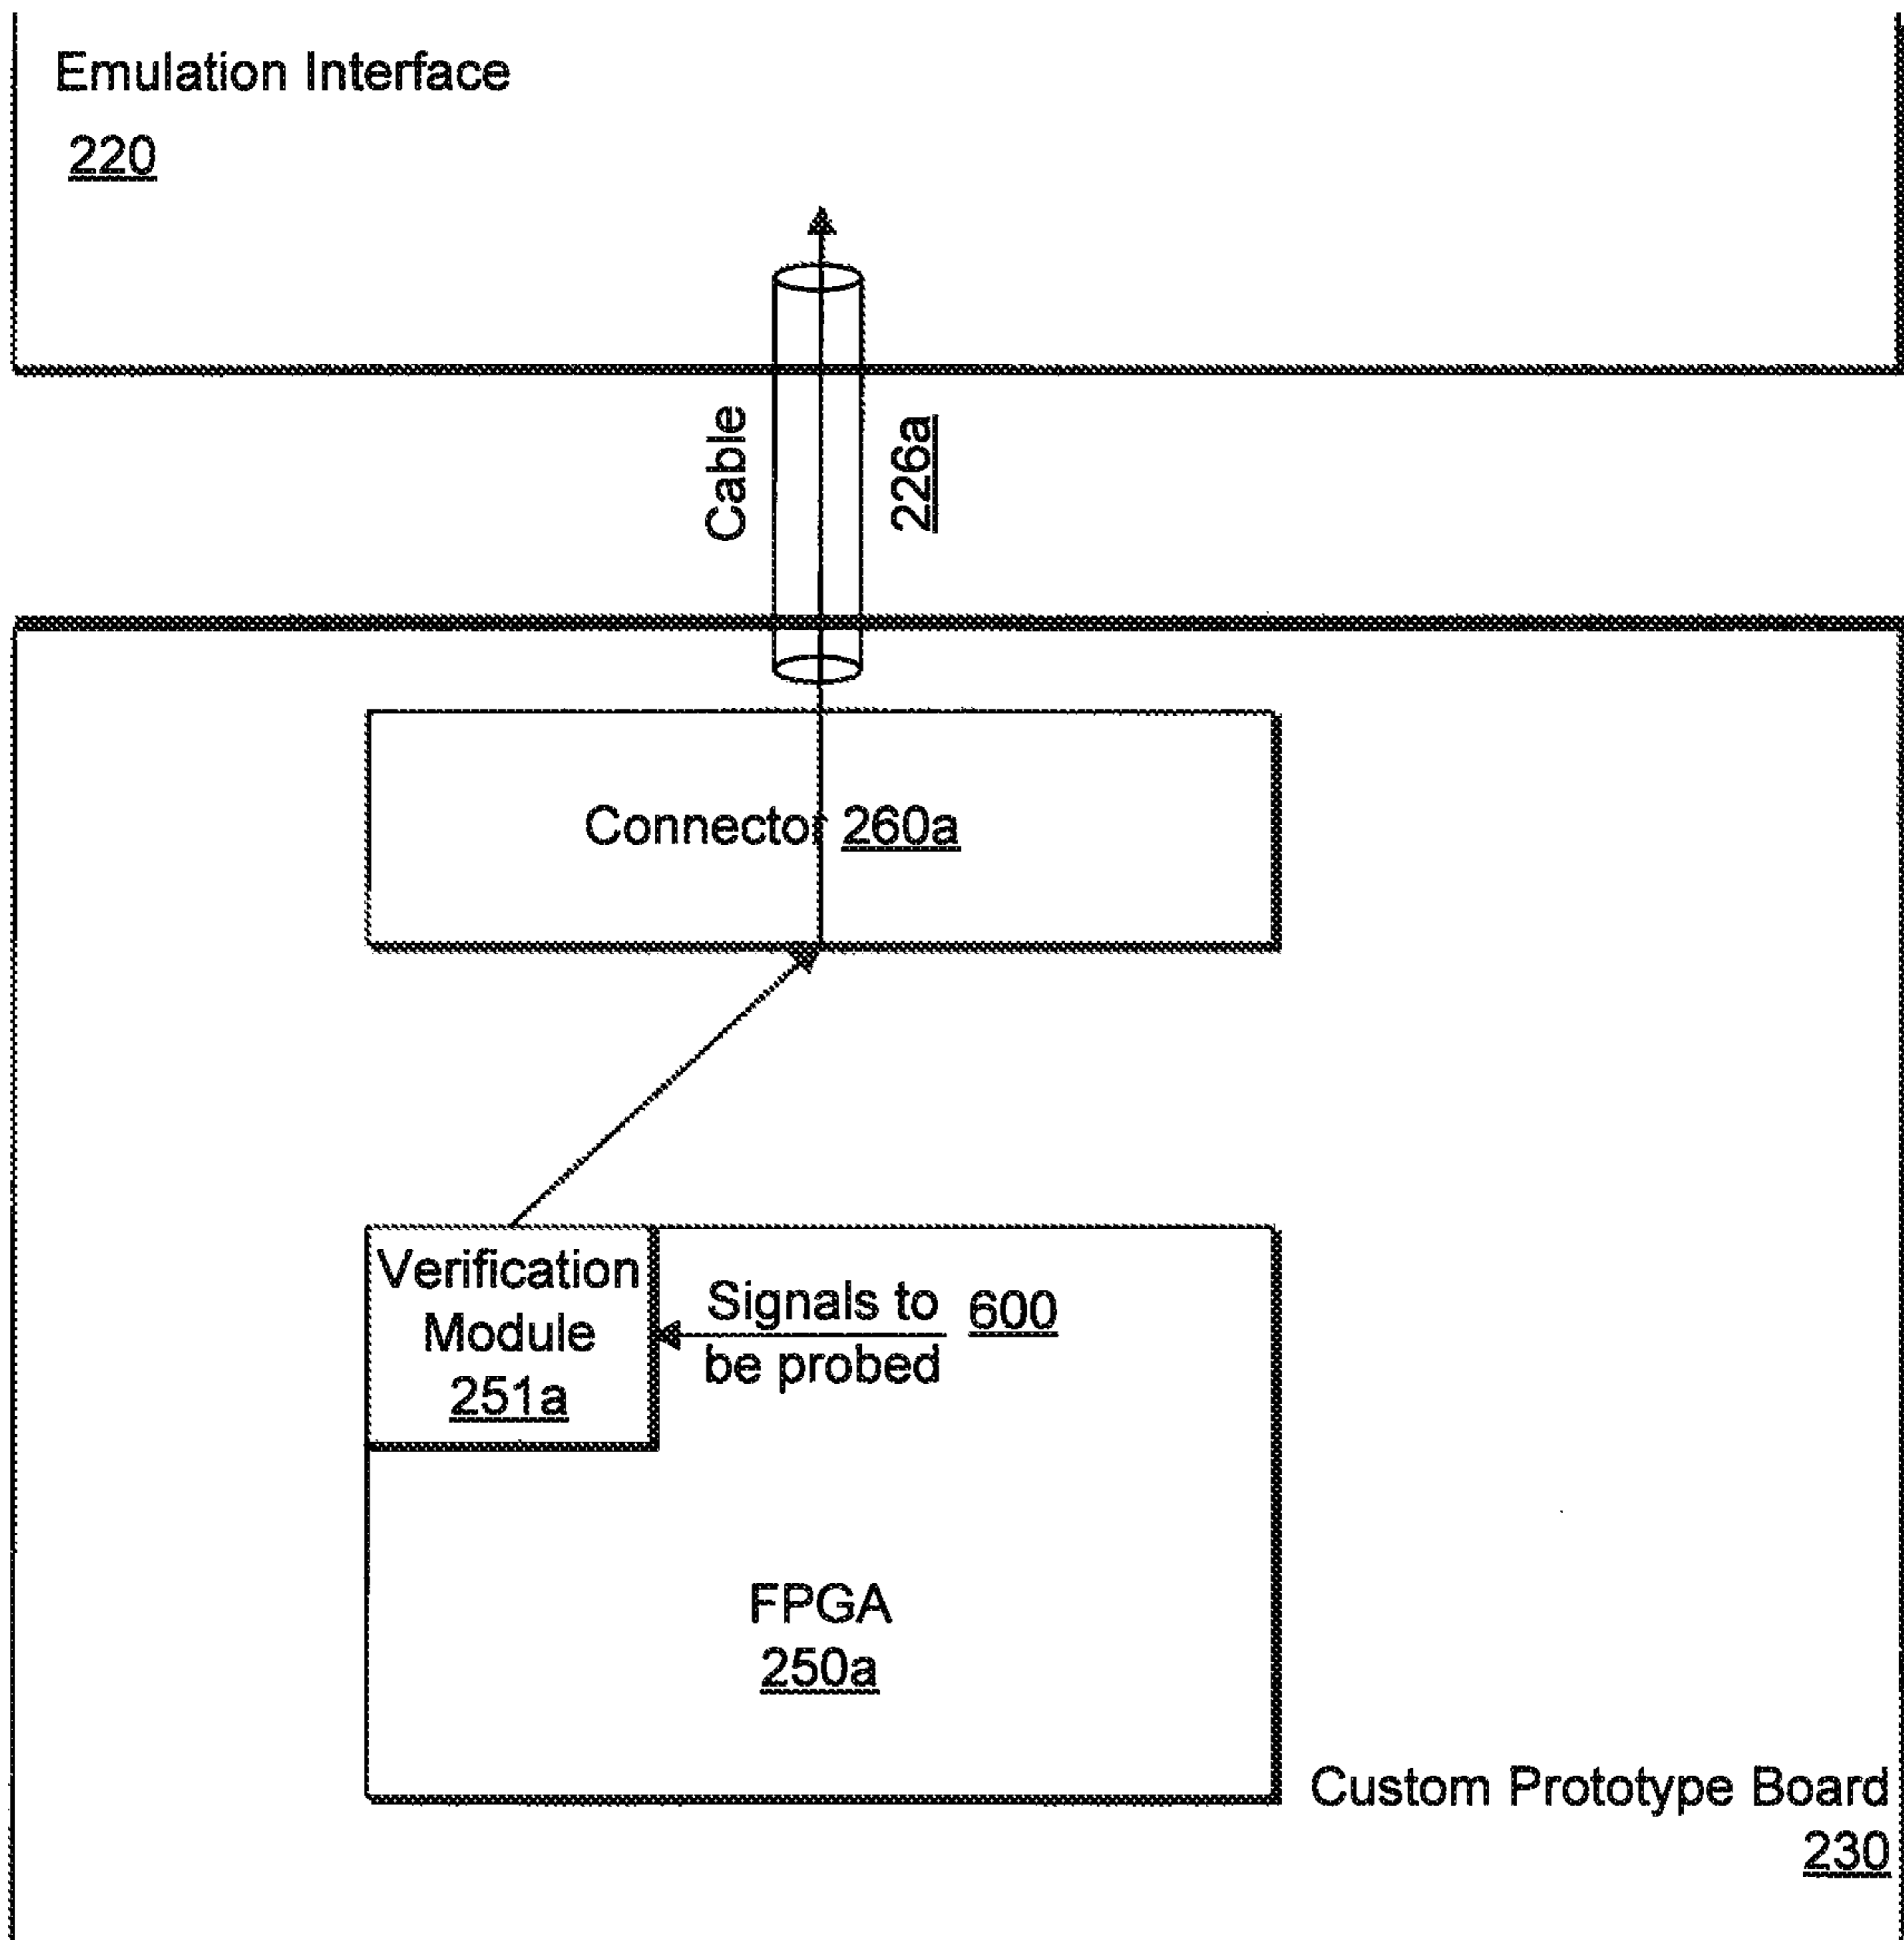 Emulation Interface
220
Cable
226a
Connector 260a
Verification
Module
251a
Signals to 600
be probed
FPGA
250a
Custom Prototype Board
230